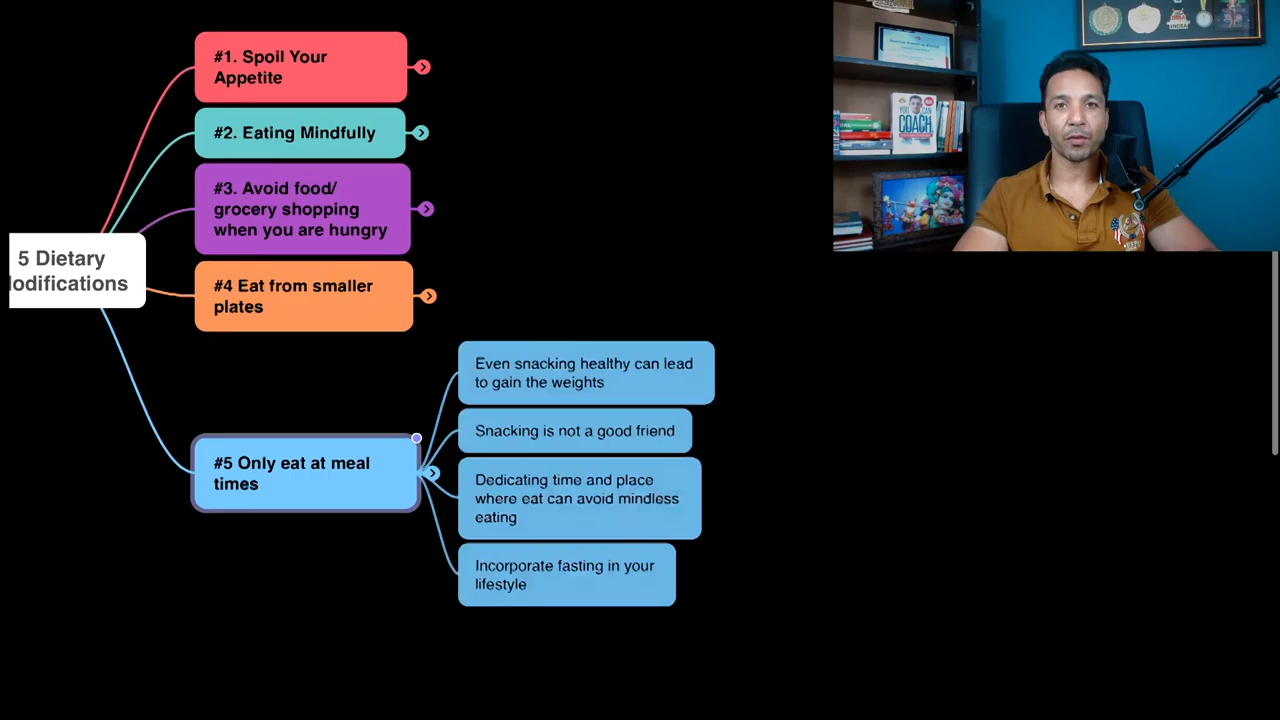 #1. Spoil Your
Appetite
#2. Eating Mindfully
#3. Avoid food/
grocery shopping
when you are hungry
#4 Eat from smaller
plates
5 Dietary
lodifications
#5 Only eat at meal
times
Even snacking healthy can lead
to gain the weights
Snacking is not a good friend
Dedicating time and place
where eat can avoid mindless
eating
Incorporate fasting in your
lifestyle
YOU CAN
COACH